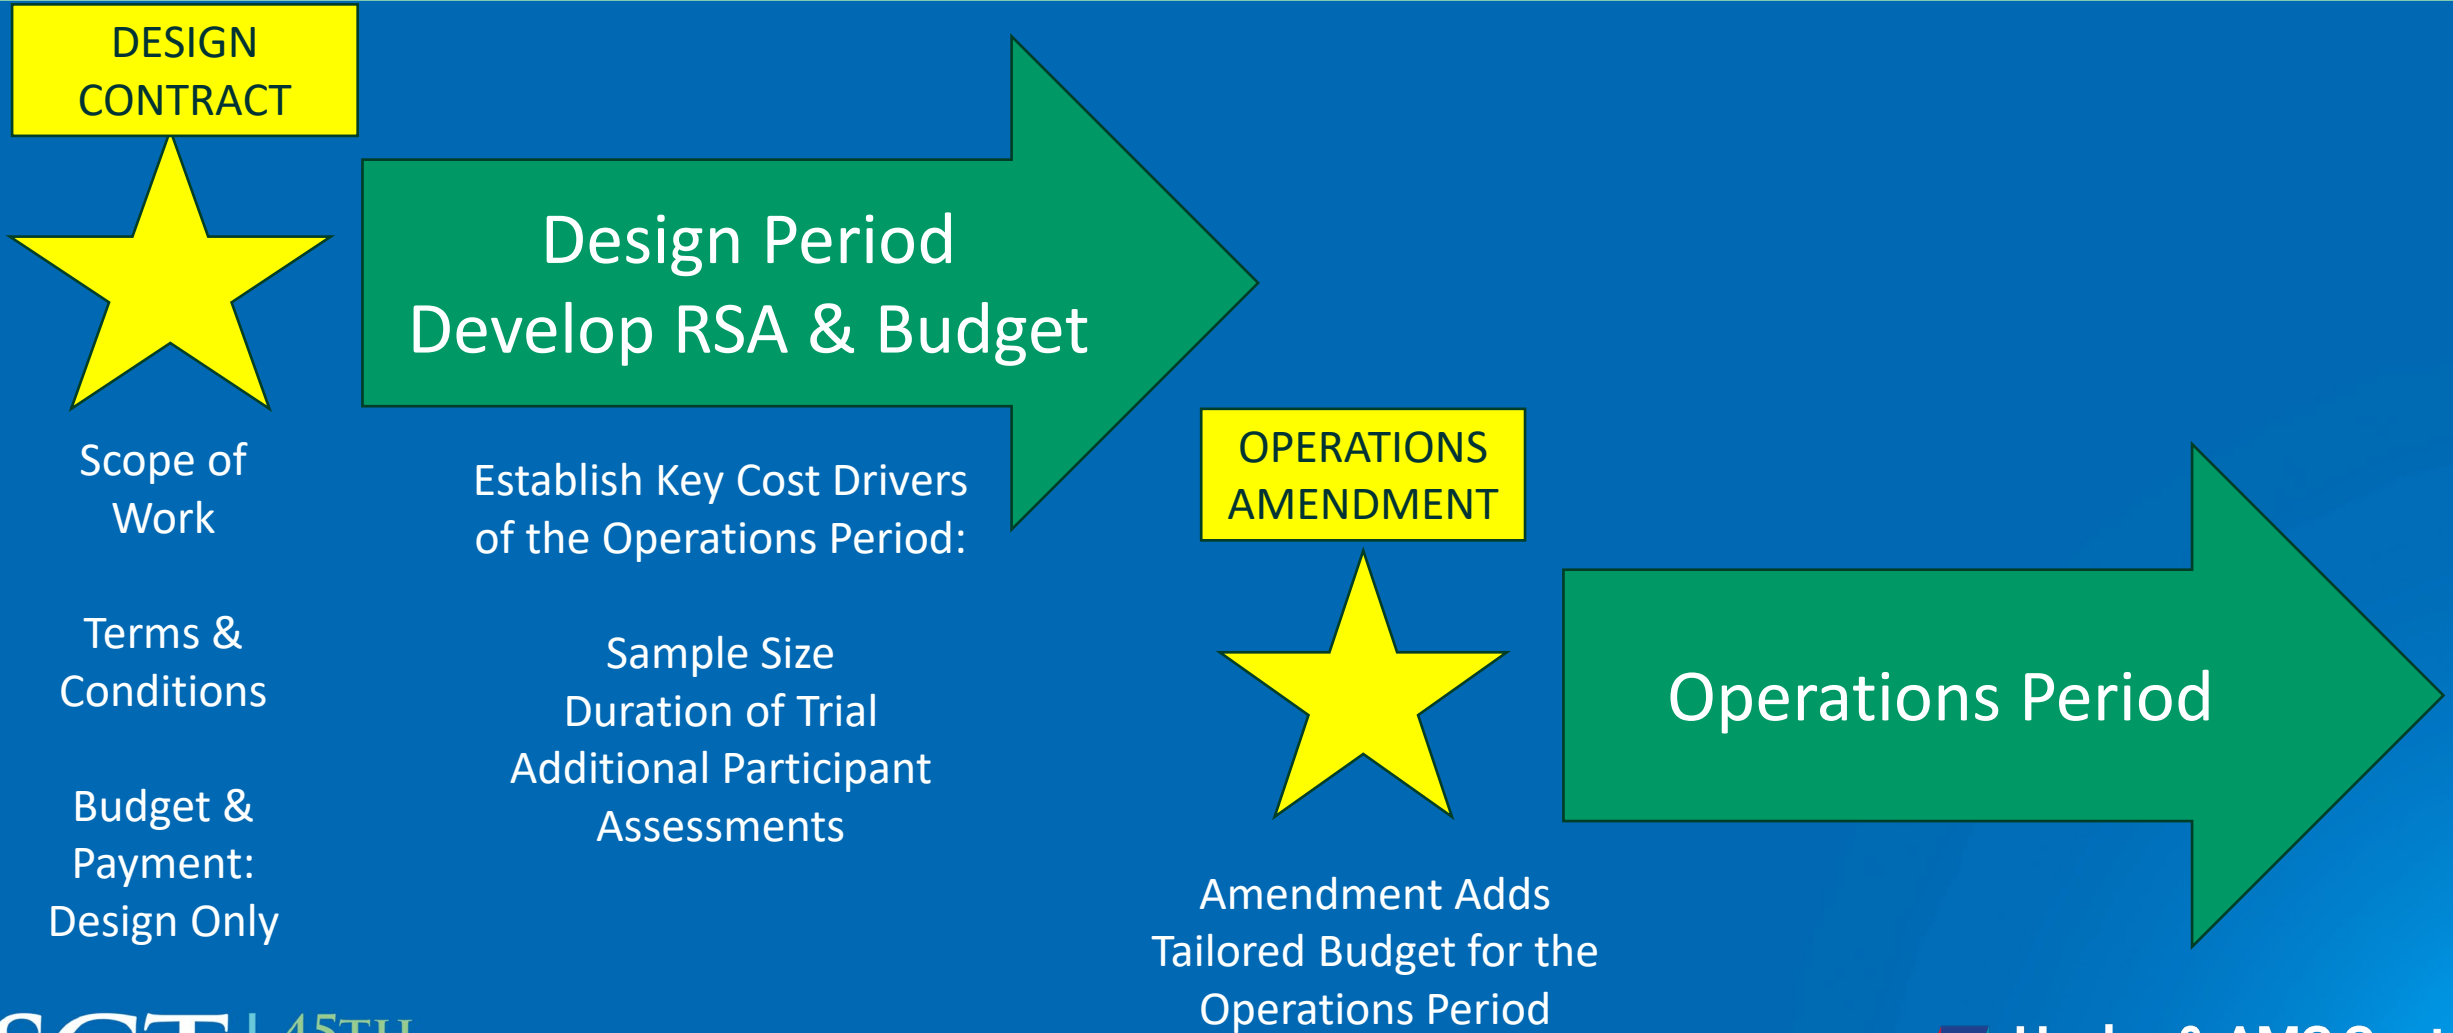 DESIGN
CONTRACT
Design Period
Develop RSA & Budget
Scope of
Work
Terms &
Conditions
Budget &
Payment:
Design Only
Establish Key Cost Drivers
of the Operations Period:
Sample Size
Duration of Trial
Additional Participant
Assessments
OPERATIONS
AMENDMENT
Amendment Adds
Tailored Budget for the
Operations Period
Operations Period
45TH